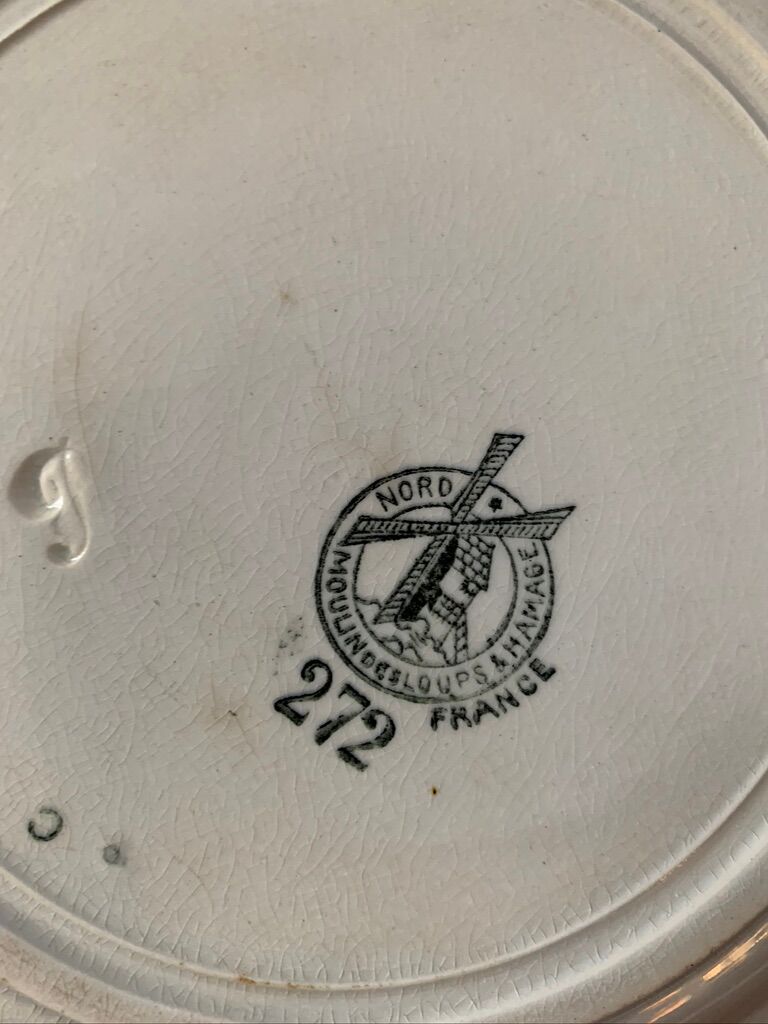 NORD
MOULIN DES LOUPS & HAMAGE
FRANCE
272